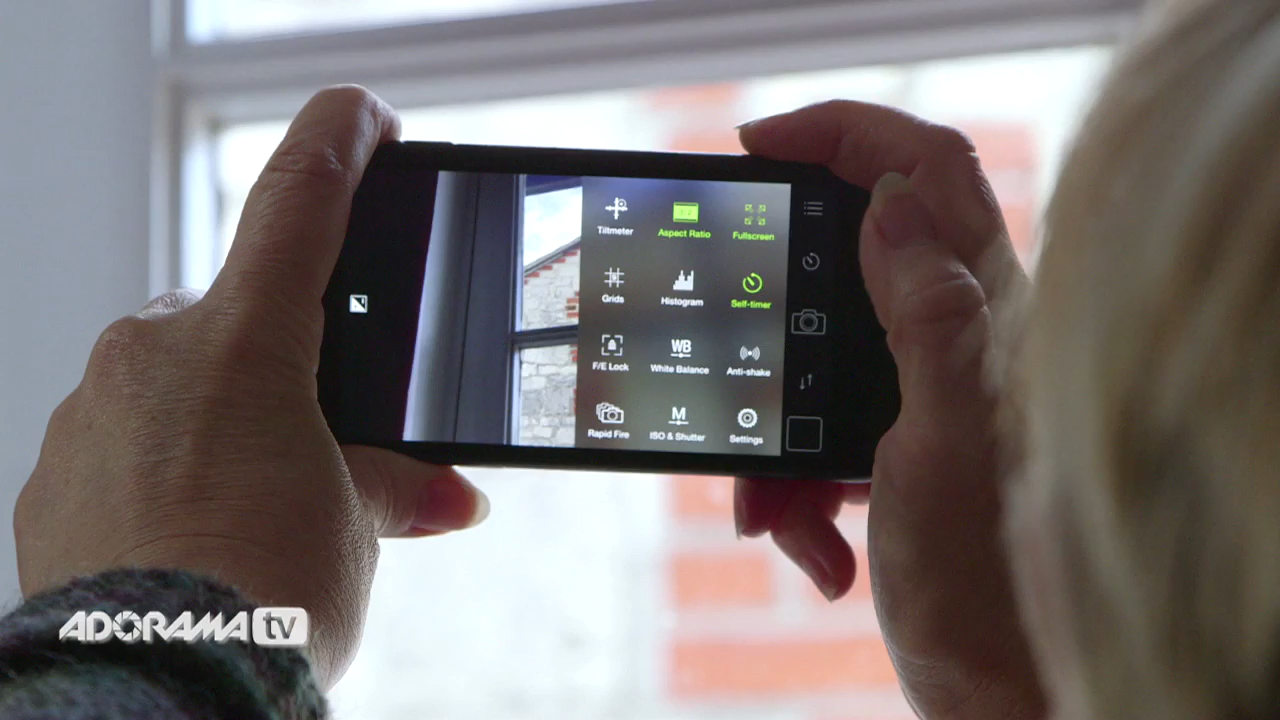 Tiltmeter
Aspect Ratio
Fullscreen
Grids
Histogram
Self-timer
F/E Lock
WB
White Balance
Anti-shake
Rapid Fire
M
ISO & Shutter
Settings
ADORAMA tv